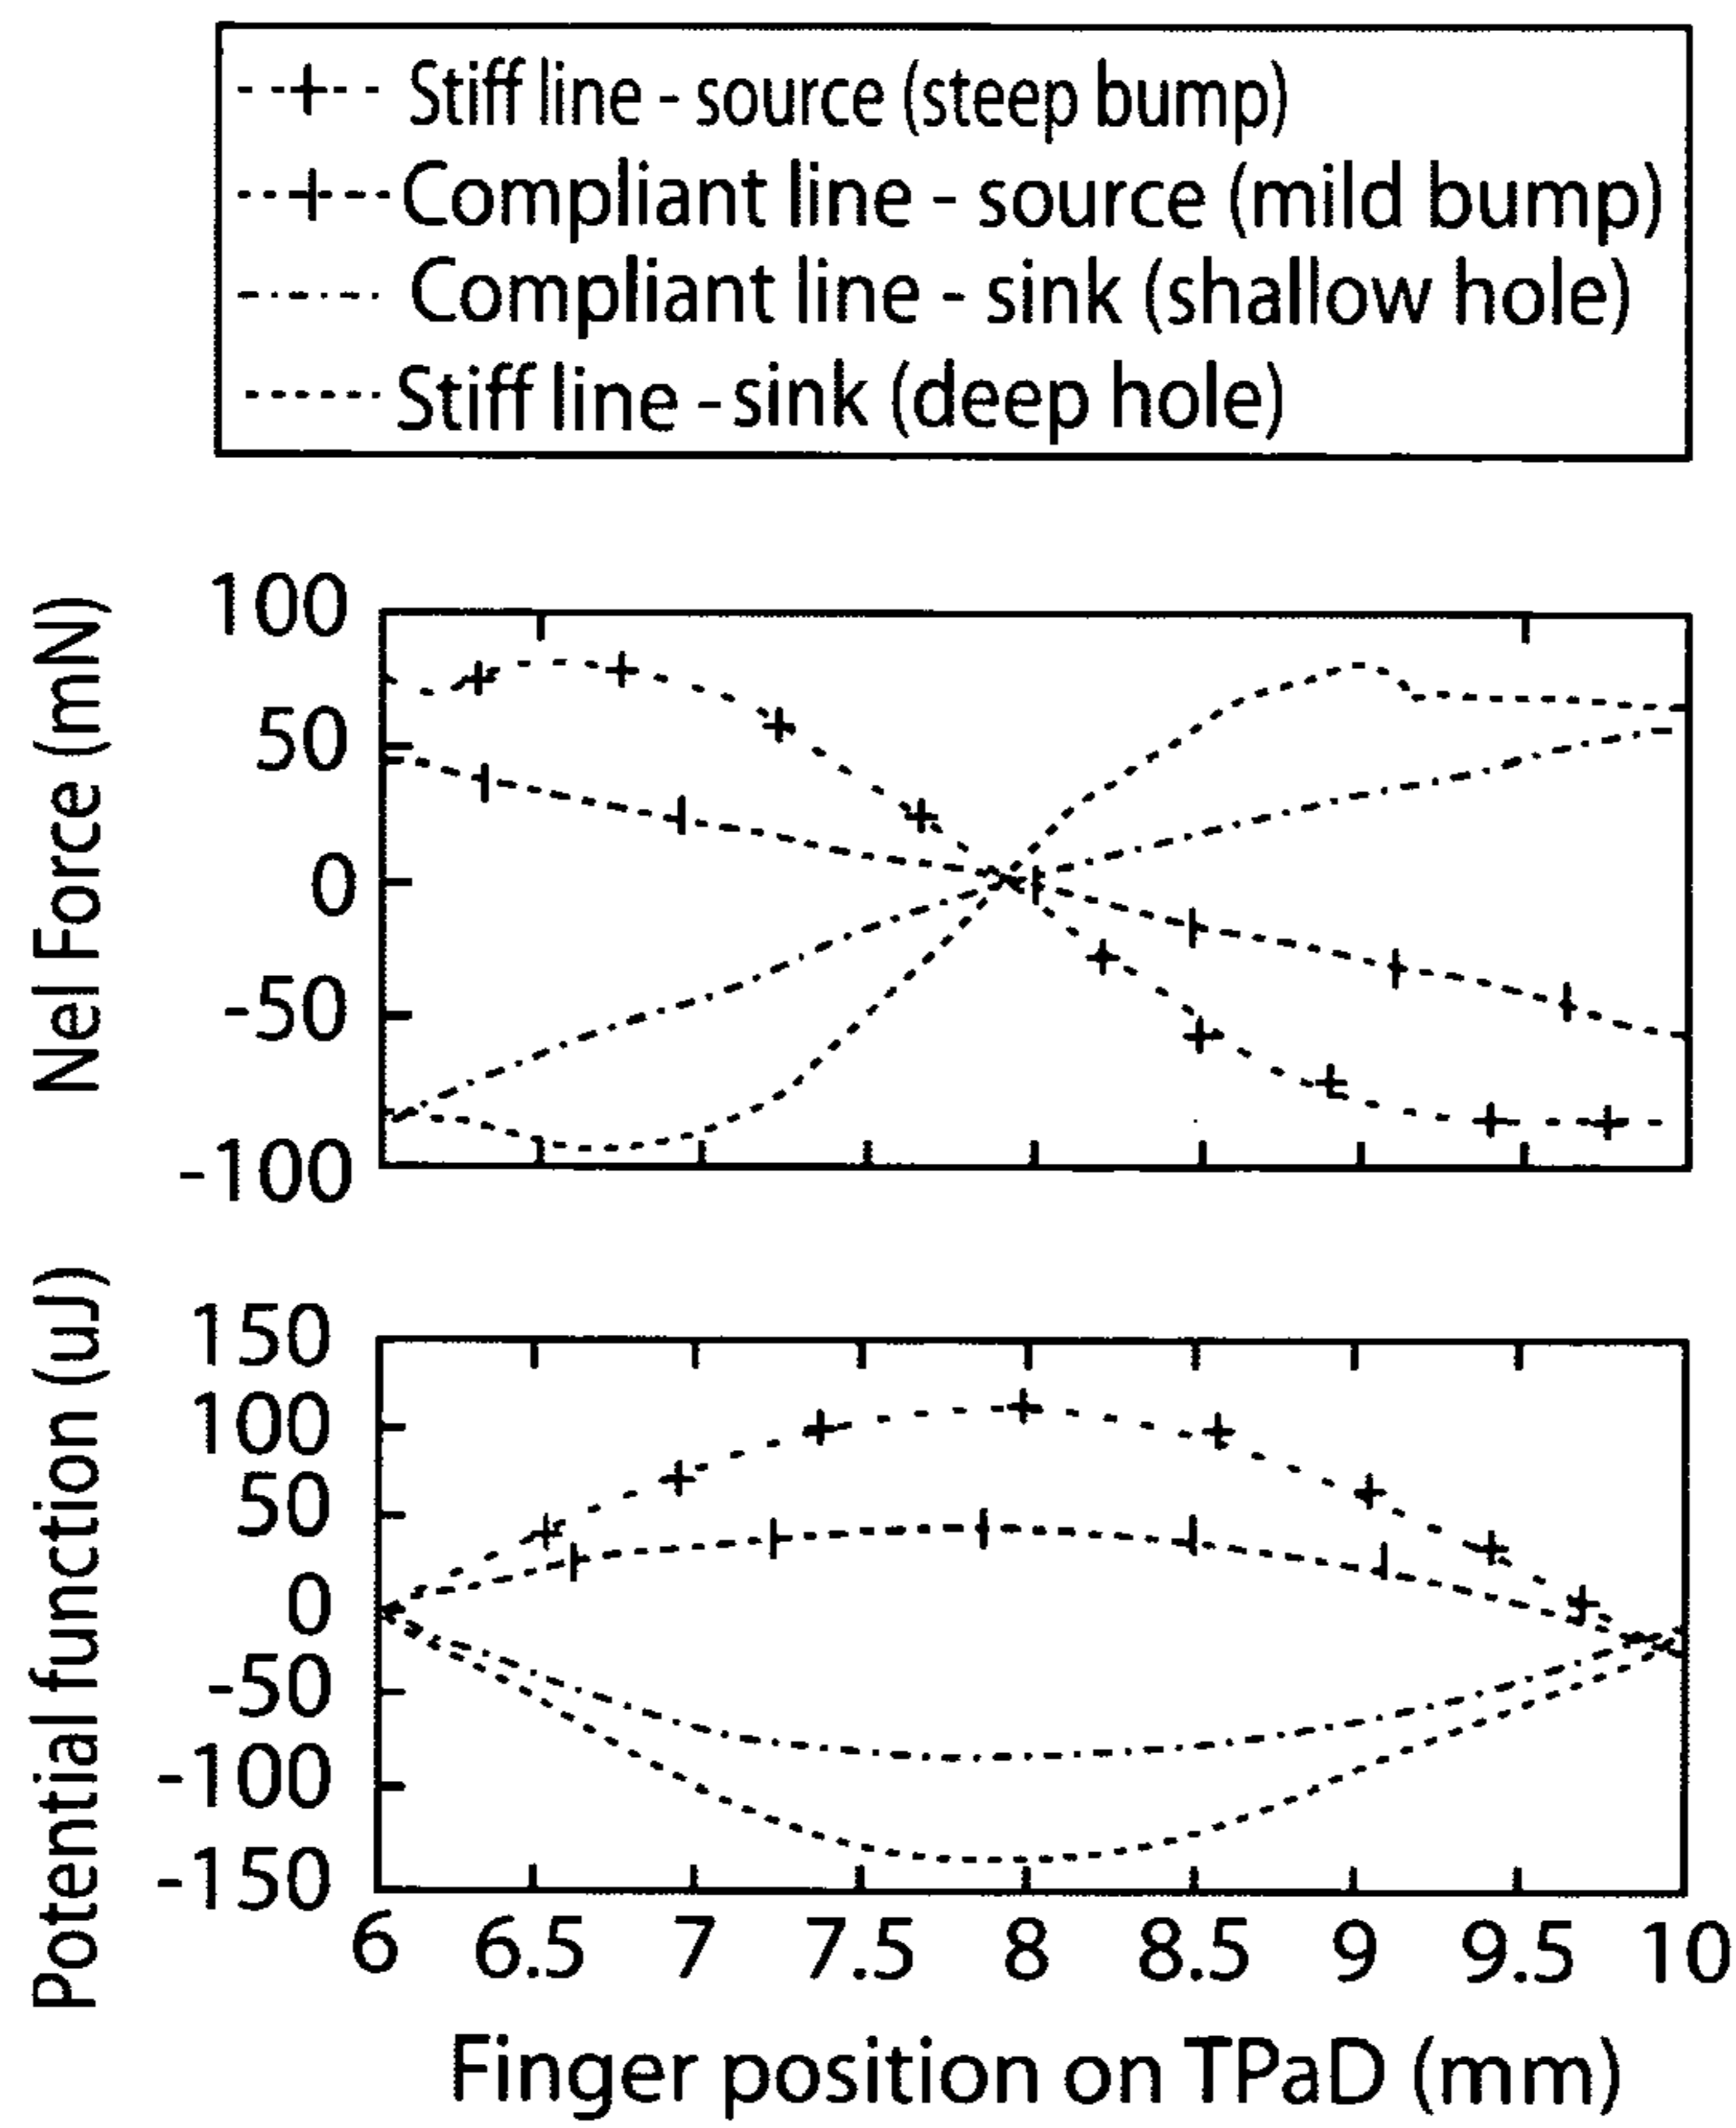 Stiff line - source (steep bump)
Compliant line - source (mild bump)
Compliant line - sink (shallow hole)
Stiff line - sink (deep hole)
Nel Force (mN)
100
50
0
-50
-100
Potential function (uJ)
150
100
50
0
-50
-100
-150
6 6.5 7 7.5 8 8.5 9 9.5 10
Finger position on TPaD (mm)